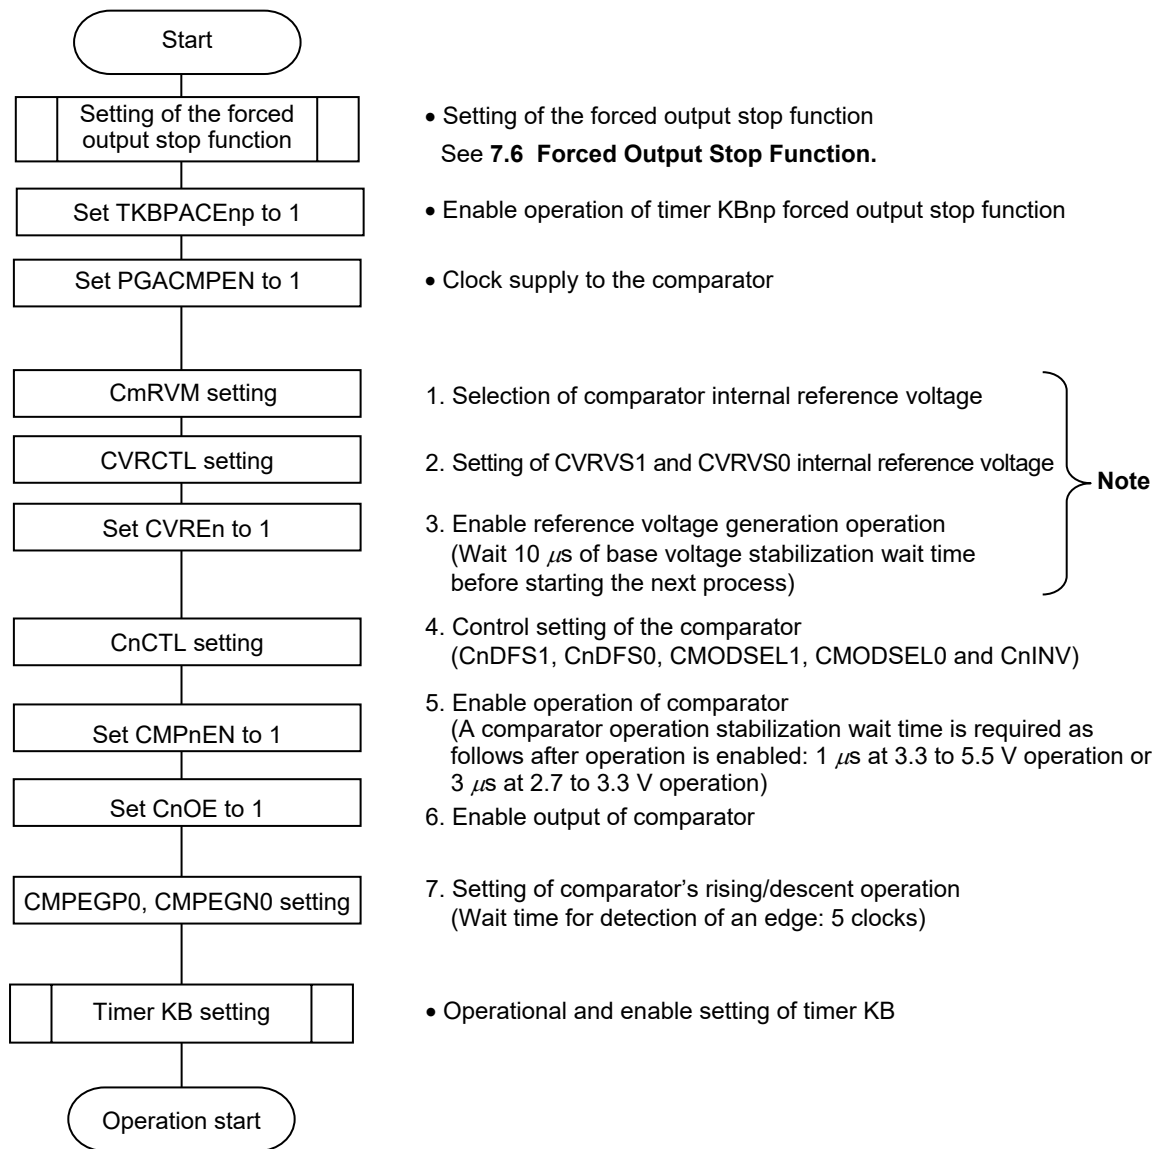 Start
Setting of the forced
output stop function
• Setting of the forced output stop function
See 7.6 Forced Output Stop Function.
Set TKBPACEnp to 1
• Enable operation of timer KBnp forced output stop function
Set PGACMPEN to 1
• Clock supply to the comparator
CmRVM setting
1. Selection of comparator internal reference voltage
CVRCTL setting
2. Setting of CVRVS1 and CVRVS0 internal reference voltage
Note
Set CVREn to 1
3. Enable reference voltage generation operation
(Wait 10 μs of base voltage stabilization wait time
before starting the next process)
CnCTL setting
4. Control setting of the comparator
(CnDFS1, CnDFS0, CMODSEL1, CMODSEL0 and CnINV)
Set CMPnEN to 1
5. Enable operation of comparator
(A comparator operation stabilization wait time is required as
follows after operation is enabled: 1 μs at 3.3 to 5.5 V operation or
3 μs at 2.7 to 3.3 V operation)
Set CnOE to 1
6. Enable output of comparator
CMPEGP0, CMPEGN0 setting
7. Setting of comparator's rising/descent operation
(Wait time for detection of an edge: 5 clocks)
Timer KB setting
• Operational and enable setting of timer KB
Operation start